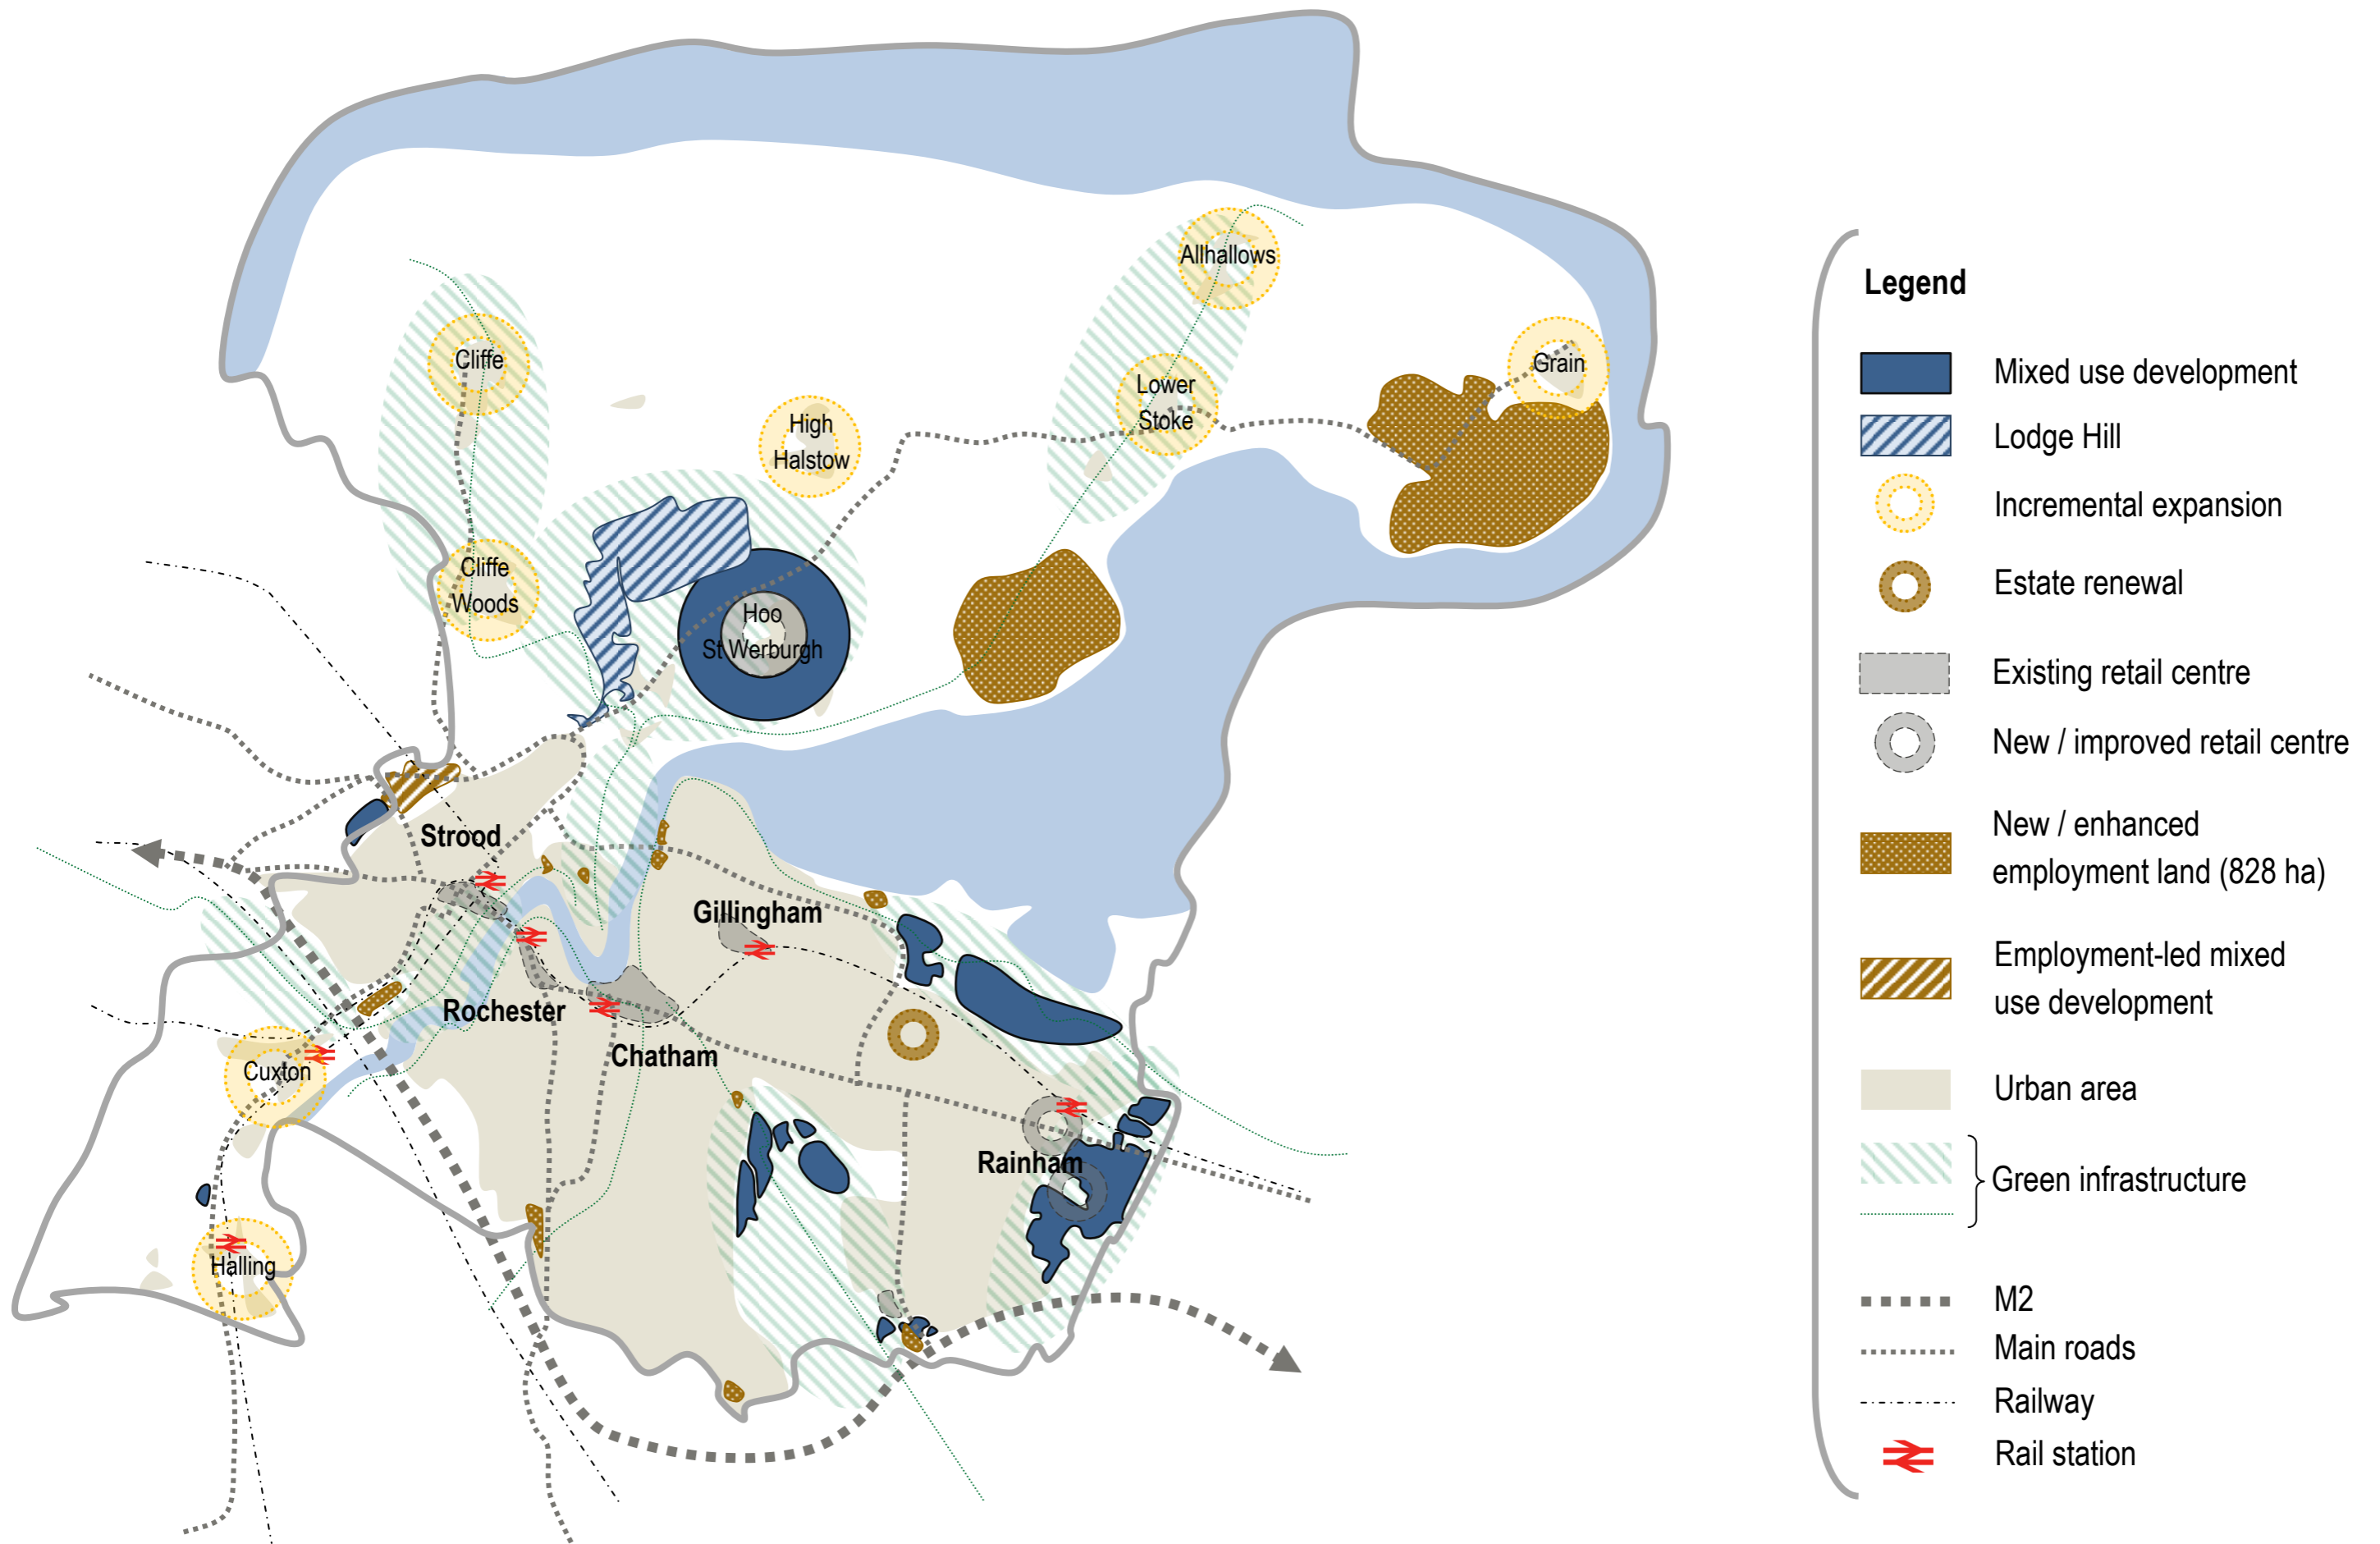 Allhallows
Cliffe
Grain
Lower
Stoke
High
Halstow
Cliffe
Woods
Hoo
St Werburgh
Strood
Gillingham
Rochester
Chatham
Cuxton
Rainham
Halling
Legend
Mixed use development
Lodge Hill
Incremental expansion
Estate renewal
Existing retail centre
New / improved retail centre
New / enhanced
employment land (828 ha)
Employment-led mixed
use development
Urban area
Green infrastructure
M2
Main roads
Railway
Rail station